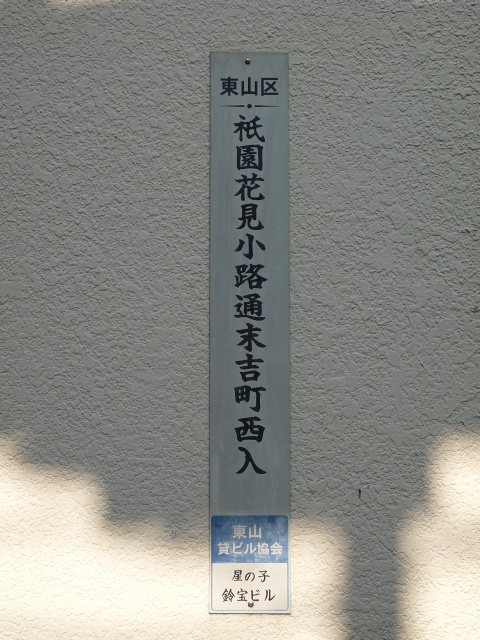 東山区
祇園花見小路通末吉町西入
東山
貸ビル協会
星の子
鈴宝ビル